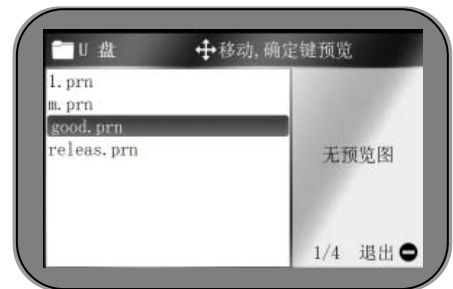 U 盘 移动,确定键预览
l.prn
m.prn
good.prn
releas.prn
无预览图
1/4 退出